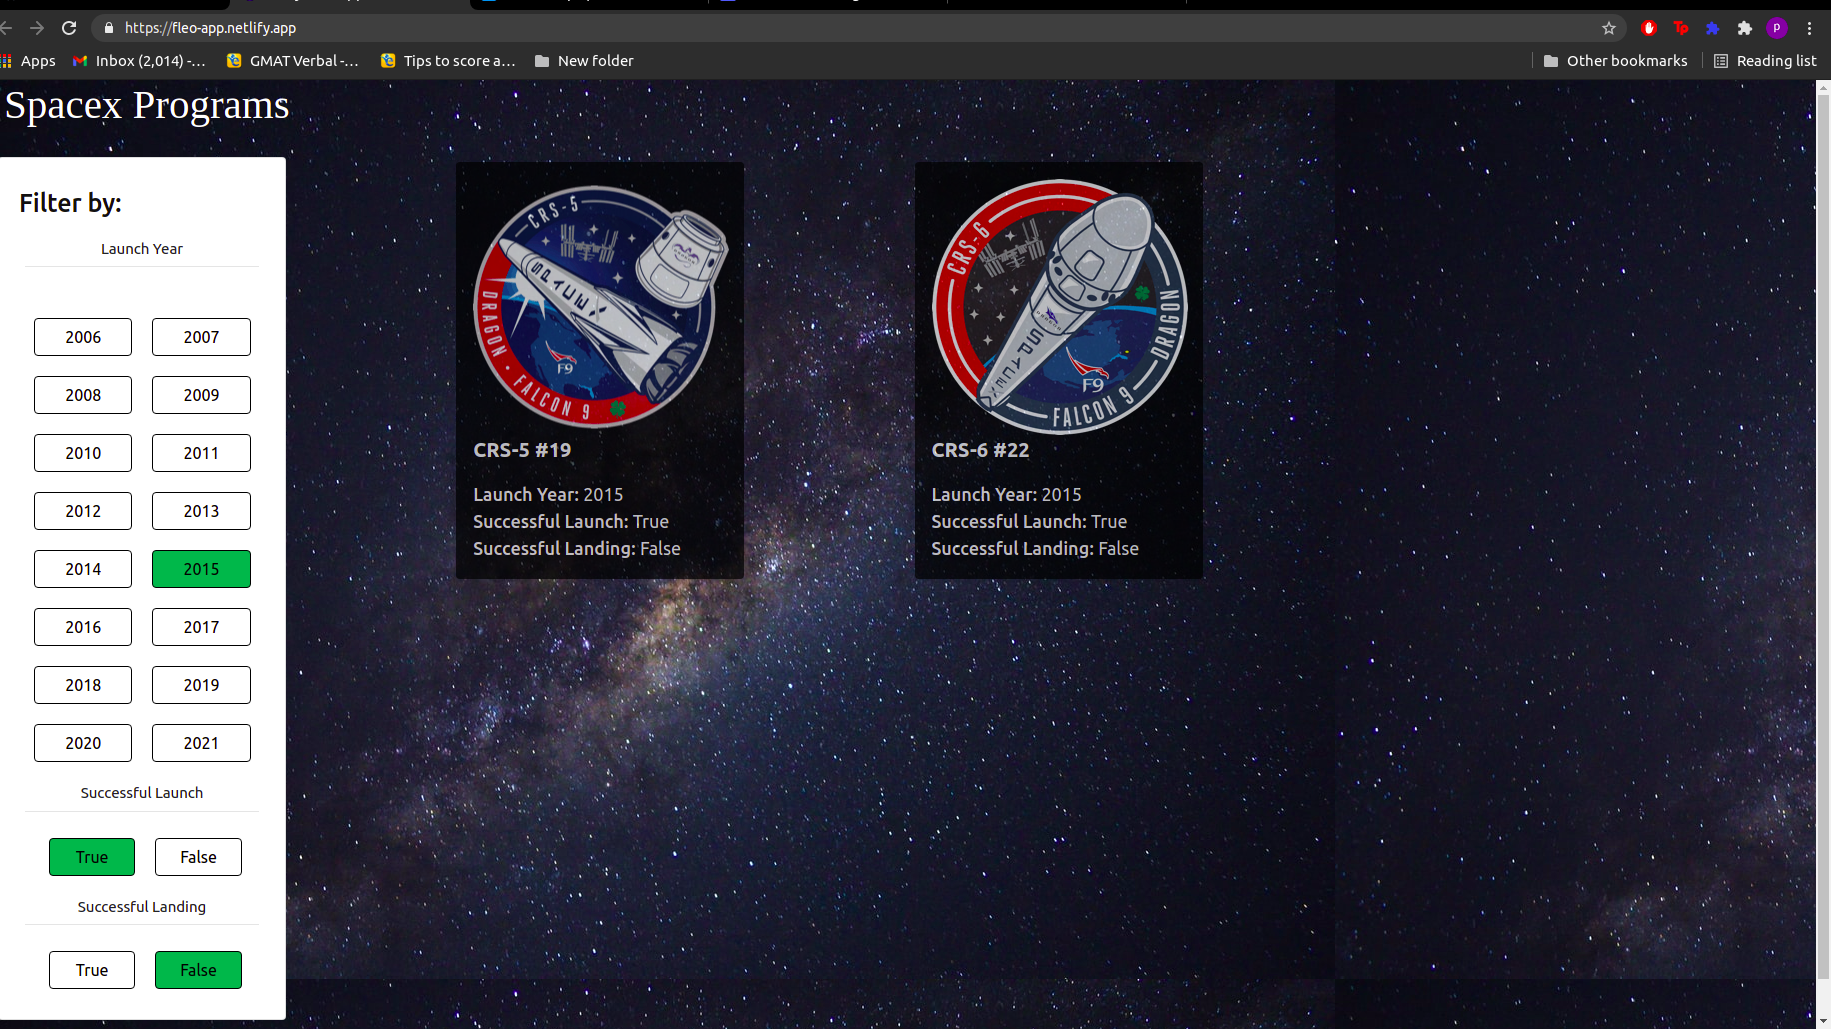 https://fleo-app.netlify.app
Tp
P
Apps
Inbox (2,014) -...
GMAT Verbal -...
Tips to score a...
New folder
Other bookmarks
Reading list
Spacex Programs
Filter by:
Launch Year
2006 2007
2008 2009
2010 2011
2012 2013
2014 2015
2016 2017
2018 2019
2020 2021
Successful Launch
True False
Successful Landing
True False
CRS-5
DRAGON • FALCON 9
F9
CRS-5 #19
Launch Year: 2015
Successful Launch: True
Successful Landing: False
CRS-6
DRAGON
FALCON 9
F9
CRS-6 #22
Launch Year: 2015
Successful Launch: True
Successful Landing: False